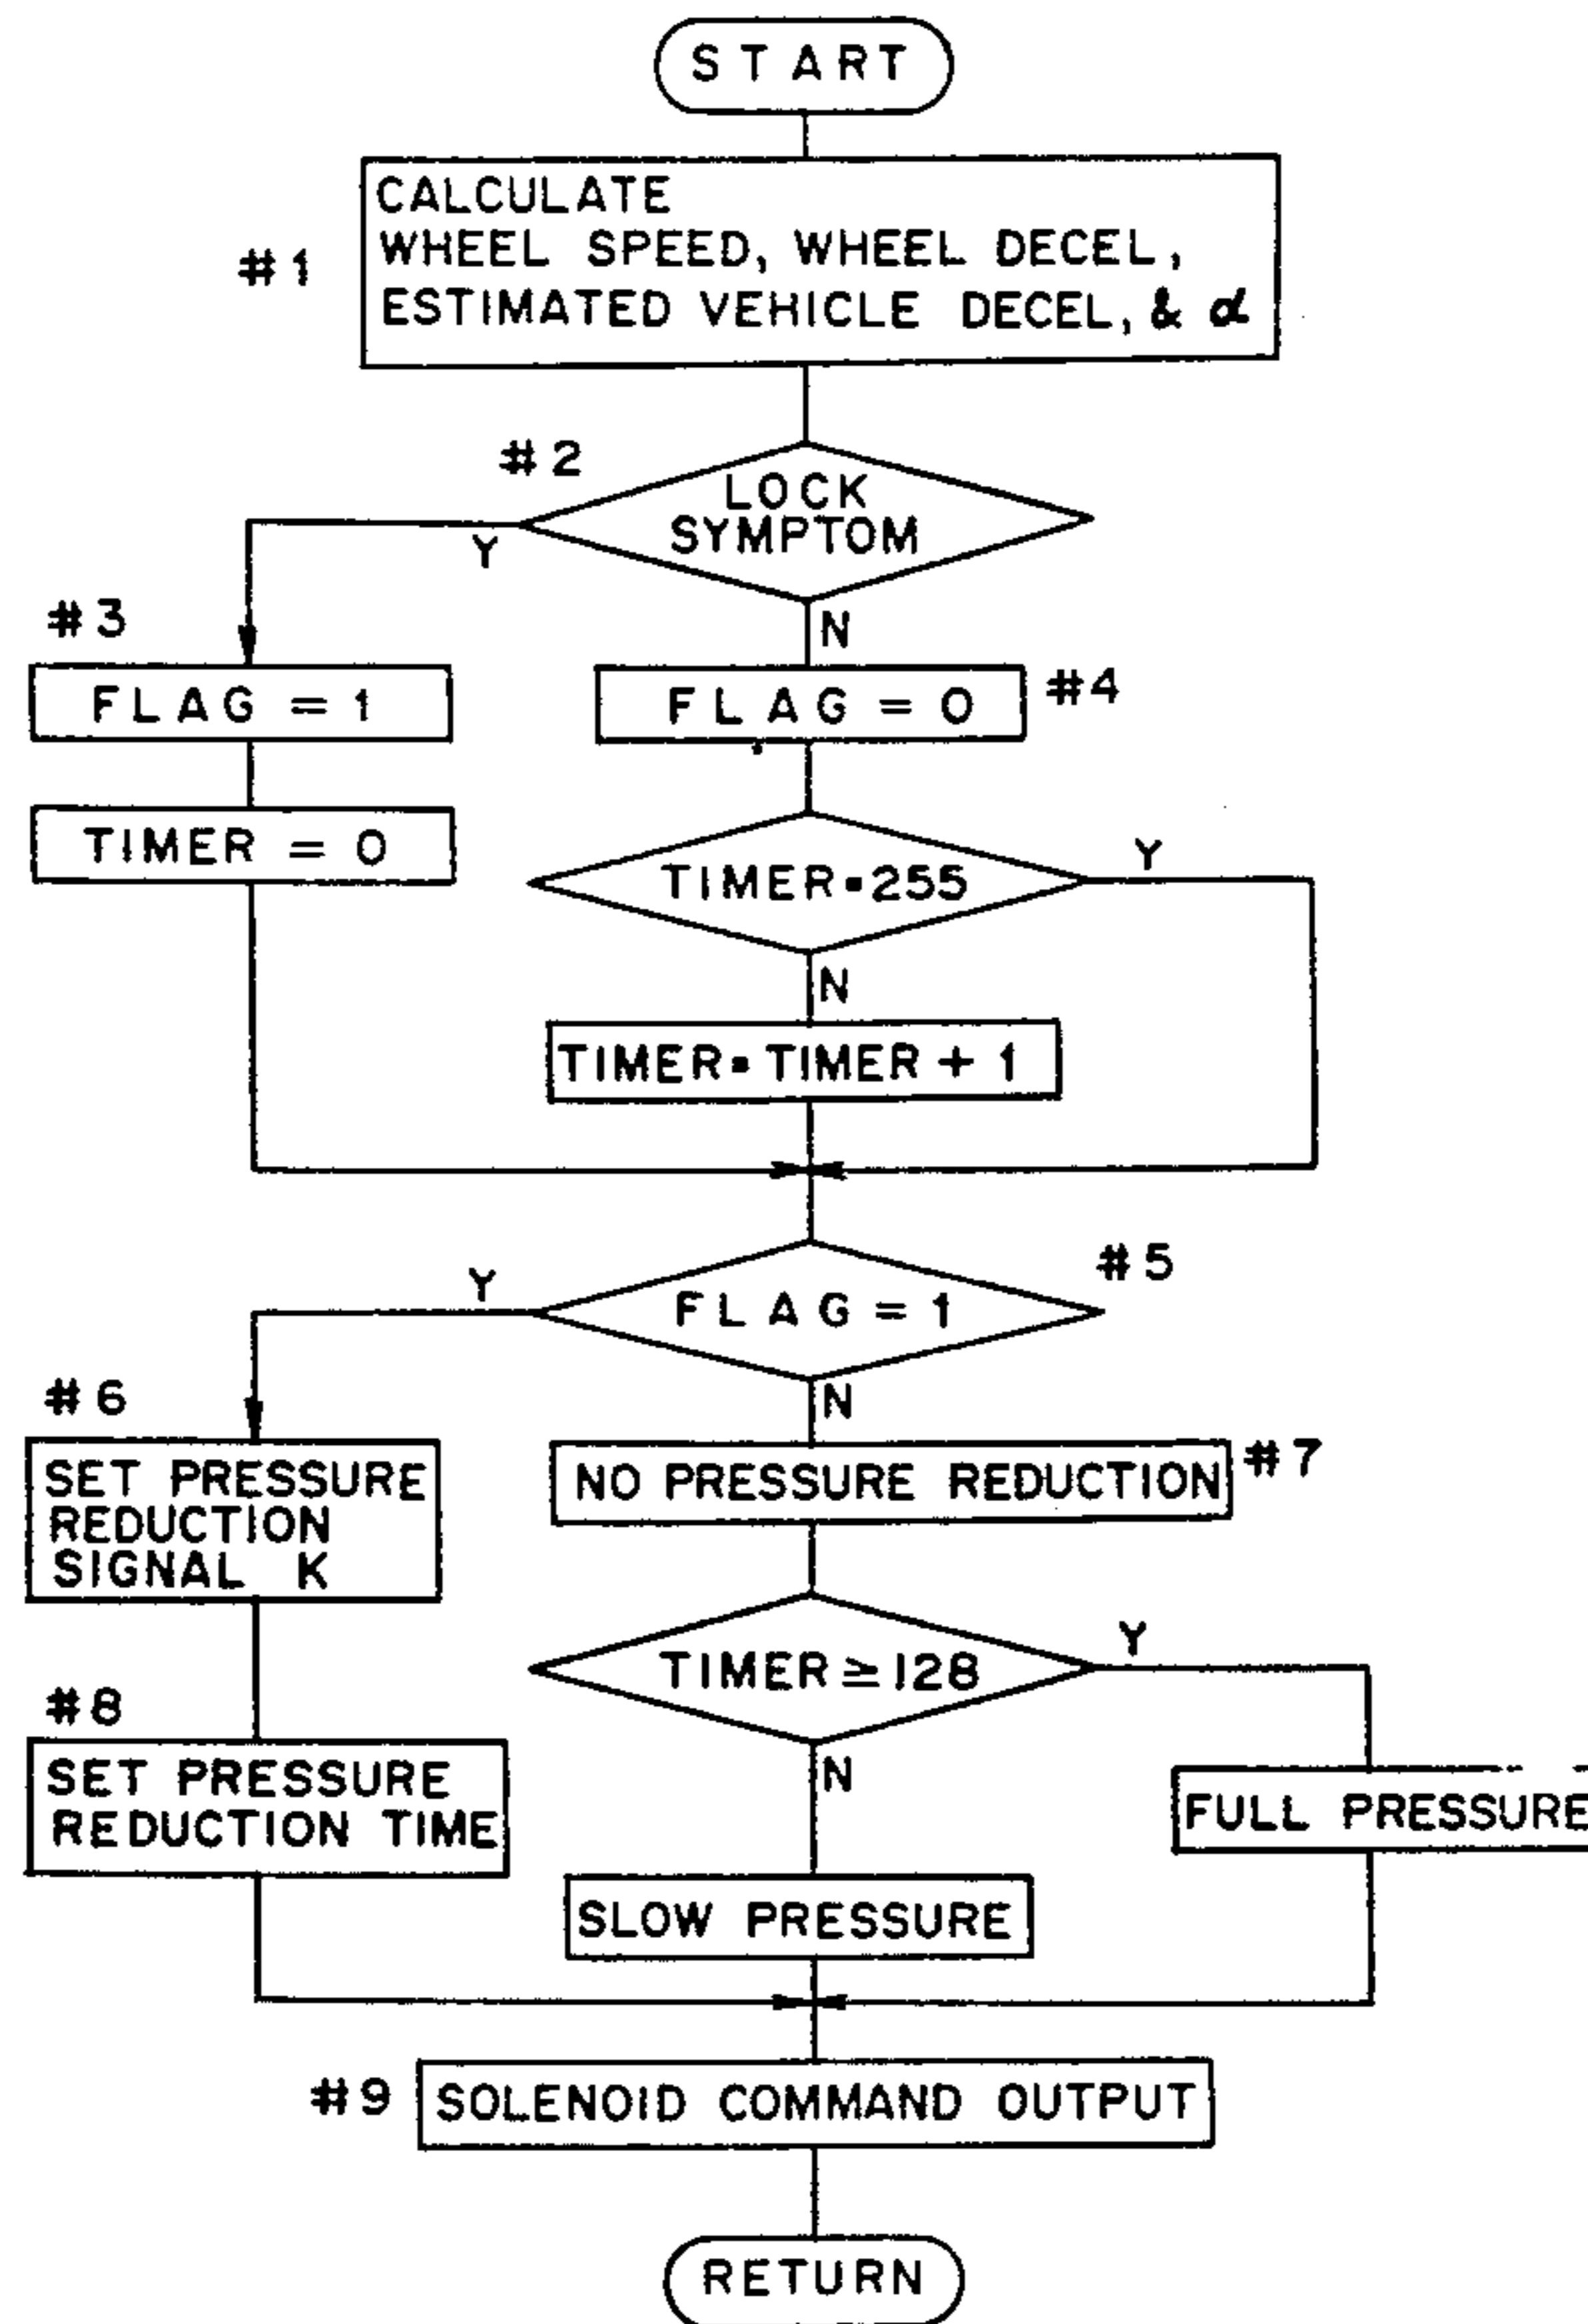 START
#1
CALCULATE
WHEEL SPEED, WHEEL DECEL,
ESTIMATED VEHICLE DECEL, & α
#2
LOCK
SYMPTOM
Y
N
#3
FLAG = 1
FLAG = 0
#4
TIMER = 0
TIMER = 255
Y
N
TIMER = TIMER + 1
#5
Y
FLAG = 1
N
#6
SET PRESSURE
REDUCTION
SIGNAL K
NO PRESSURE REDUCTION
#7
TIMER ≧ 128
Y
N
#8
SET PRESSURE
REDUCTION TIME
FULL PRESSURE
SLOW PRESSURE
#9
SOLENOID COMMAND OUTPUT
RETURN